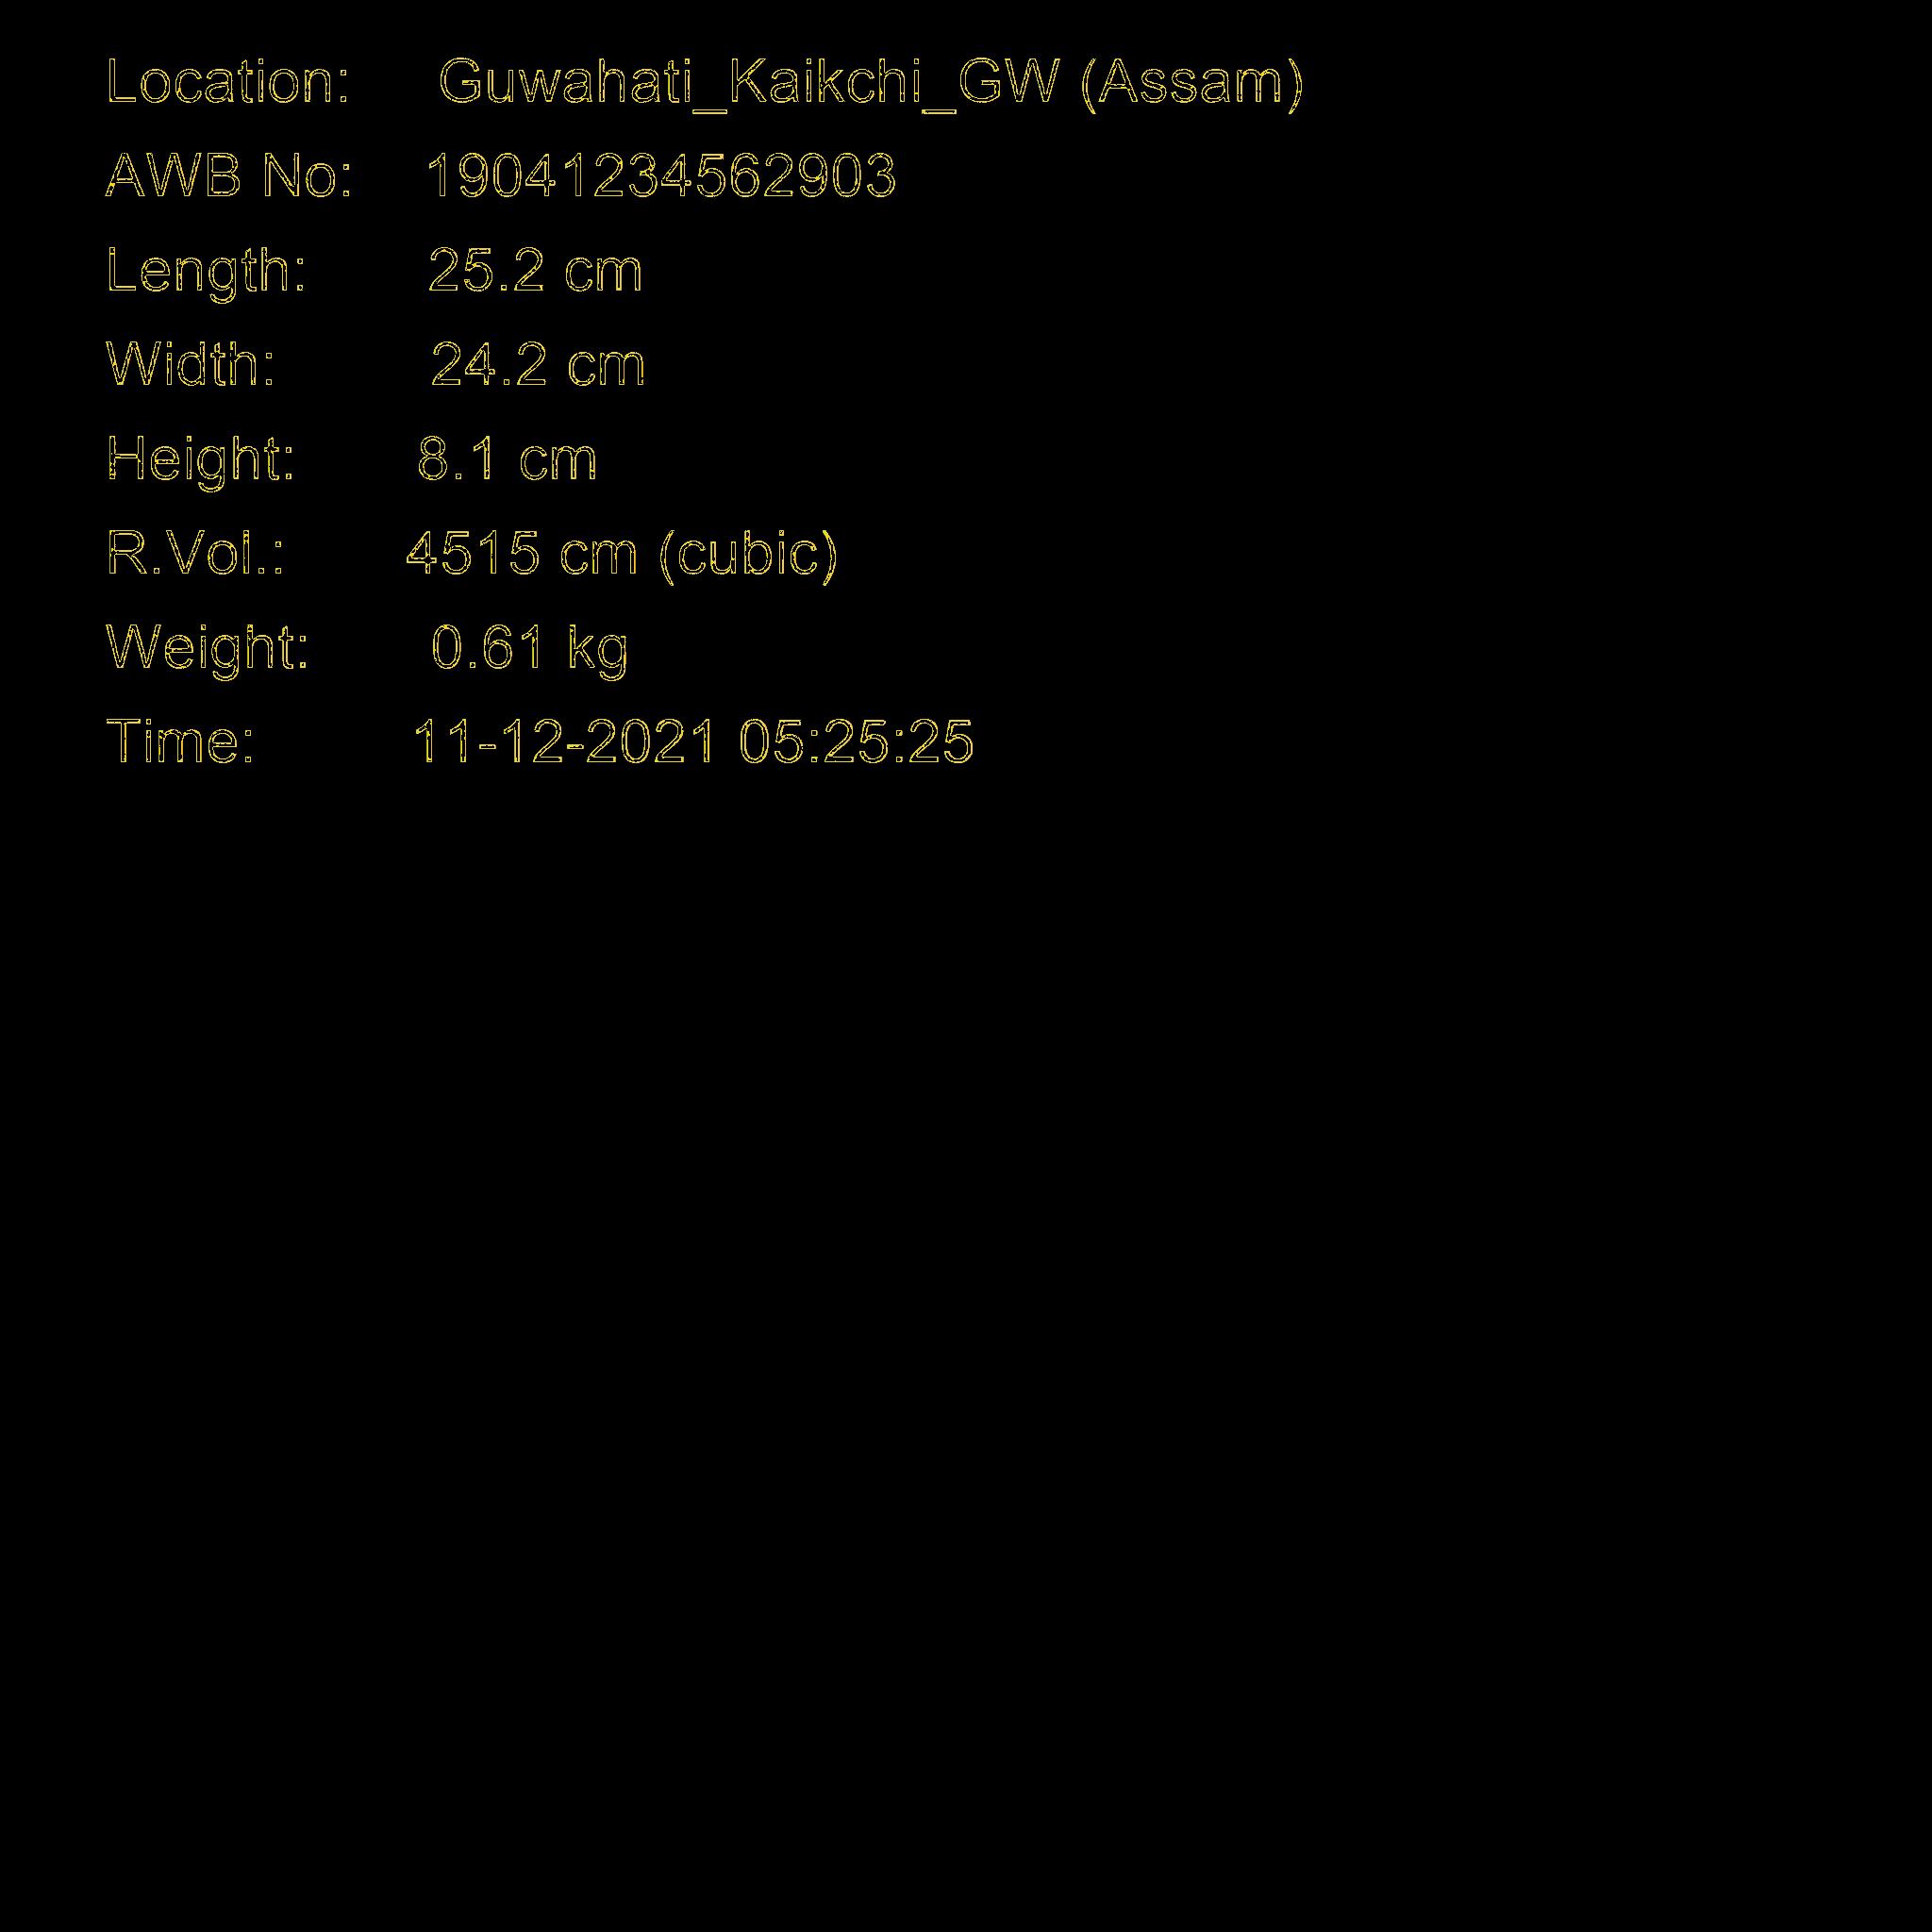 Location: Guwahati_Kaikchi_GW (Assam)
AWB No: 19041234562903
Length: 25.2 cm
Width: 24.2 cm
Height: 8.1 cm
R.Vol.: 4515 cm (cubic)
Weight: 0.61 kg
Time: 11-12-2021 05:25:25